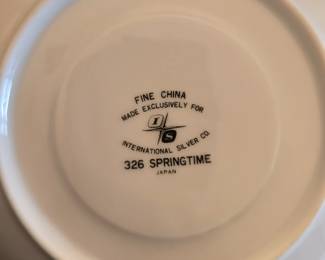 FINE CHINA
MADE EXCLUSIVELY FOR
I S
INTERNATIONAL SILVER CO.
326 SPRINGTIME
JAPAN